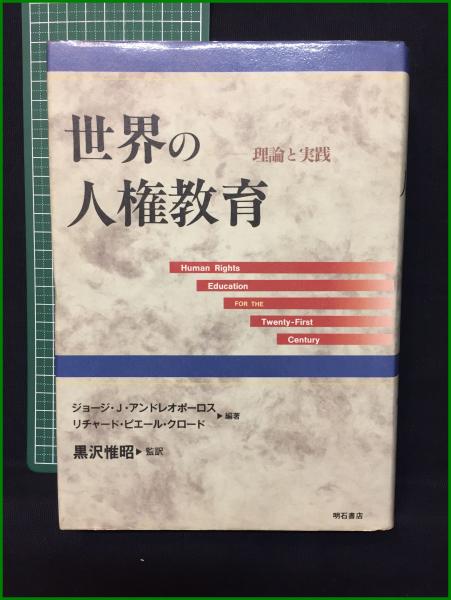 世界の
理論と実践
人権教育
Human Rights
Education
FOR THE
Twenty-First
Century
ジョージ・J・アンドレオポーロス
リチャード・ピエール・クロード
▶編著
黒沢惟昭▶監訳
明石書店